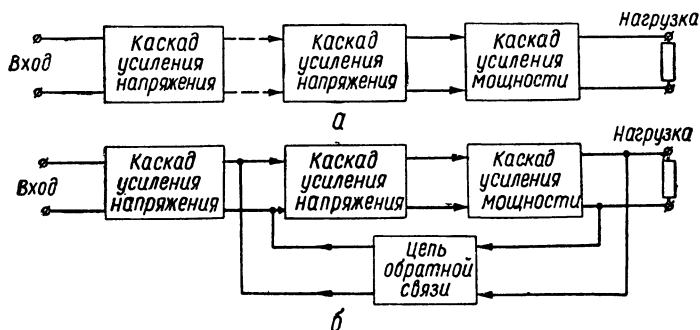 Нагрузка
Вход
Каскад
усиления
напряжения
Каскад
усиления
напряжения
Каскад
усиления
мощности
а
Нагрузка
Вход
Каскад
усиления
напряжения
Каскад
усиления
напряжения
Каскад
усиления
мощности
Цепь
обратной
связи
б